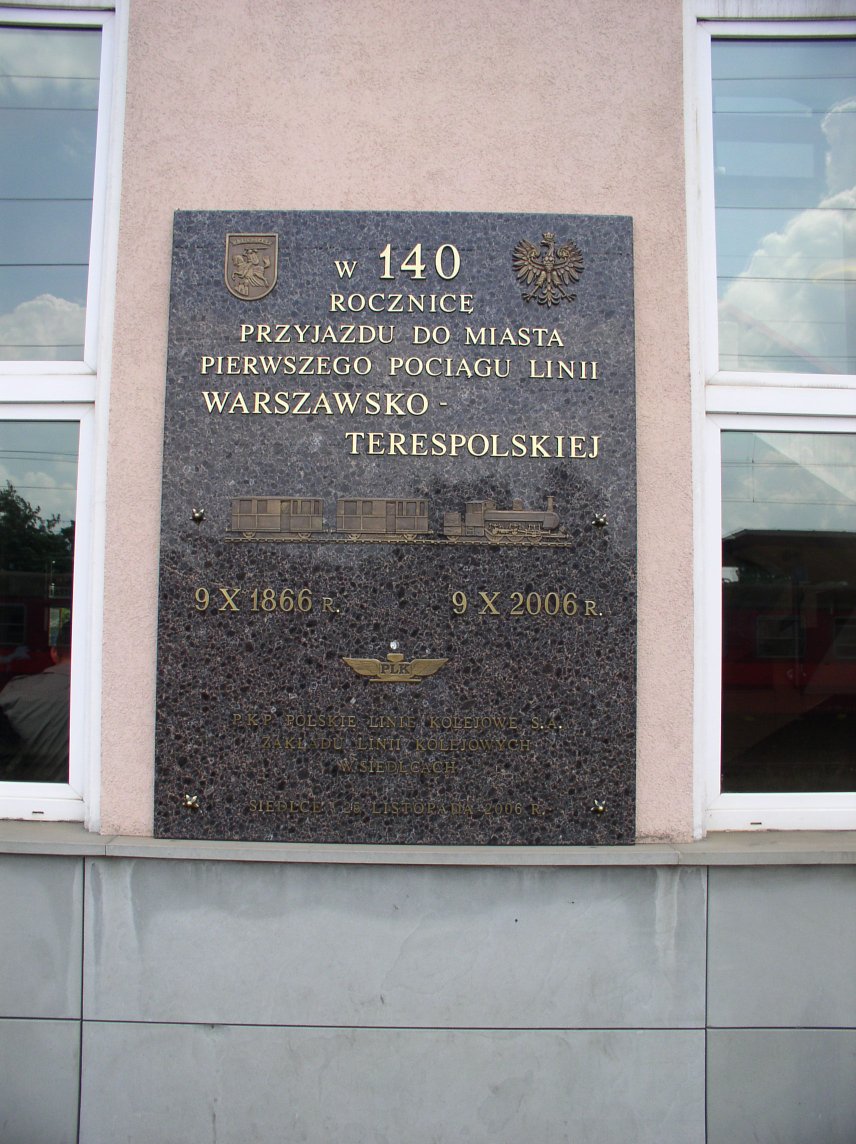 W 140
ROCZNICĘ
PRZYJAZDU DO MIASTA
PIERWSZEGO POCIĄGU LINII
WARSZAWSKO-
TERESPOLSKIEJ
9 X 1866 R. 9 X 2006 R.
PLK
P.K.P. POLSKIE LINIE KOLEJOWE S.A.
ZAKŁAD LINII KOLEJOWYCH
W SIEDLCACH
SIEDLCE LISTOPADA 2006 R.